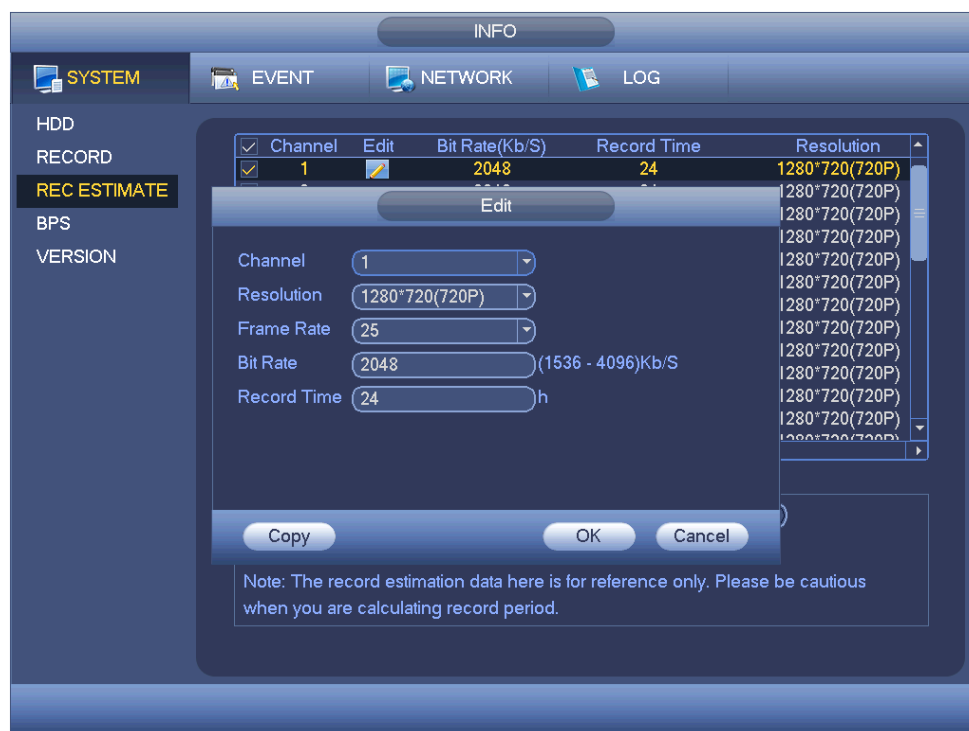 INFO
SYSTEM EVENT NETWORK LOG
HDD
RECORD
REC ESTIMATE
BPS
VERSION
Channel Edit Bit Rate(Kb/S) Record Time Resolution
1 2048 24 1280*720(720P)
1280*720(720P)
1280*720(720P)
1280*720(720P)
1280*720(720P)
1280*720(720P)
1280*720(720P)
1280*720(720P)
1280*720(720P)
1280*720(720P)
1280*720(720P)
1280*720(720P)
1280*720(720P)
Edit
Channel 1
Resolution 1280*720(720P)
Frame Rate 25
Bit Rate 2048 (1536 - 4096)Kb/S
Record Time 24 h
Copy OK Cancel
Note: The record estimation data here is for reference only. Please be cautious
when you are calculating record period.